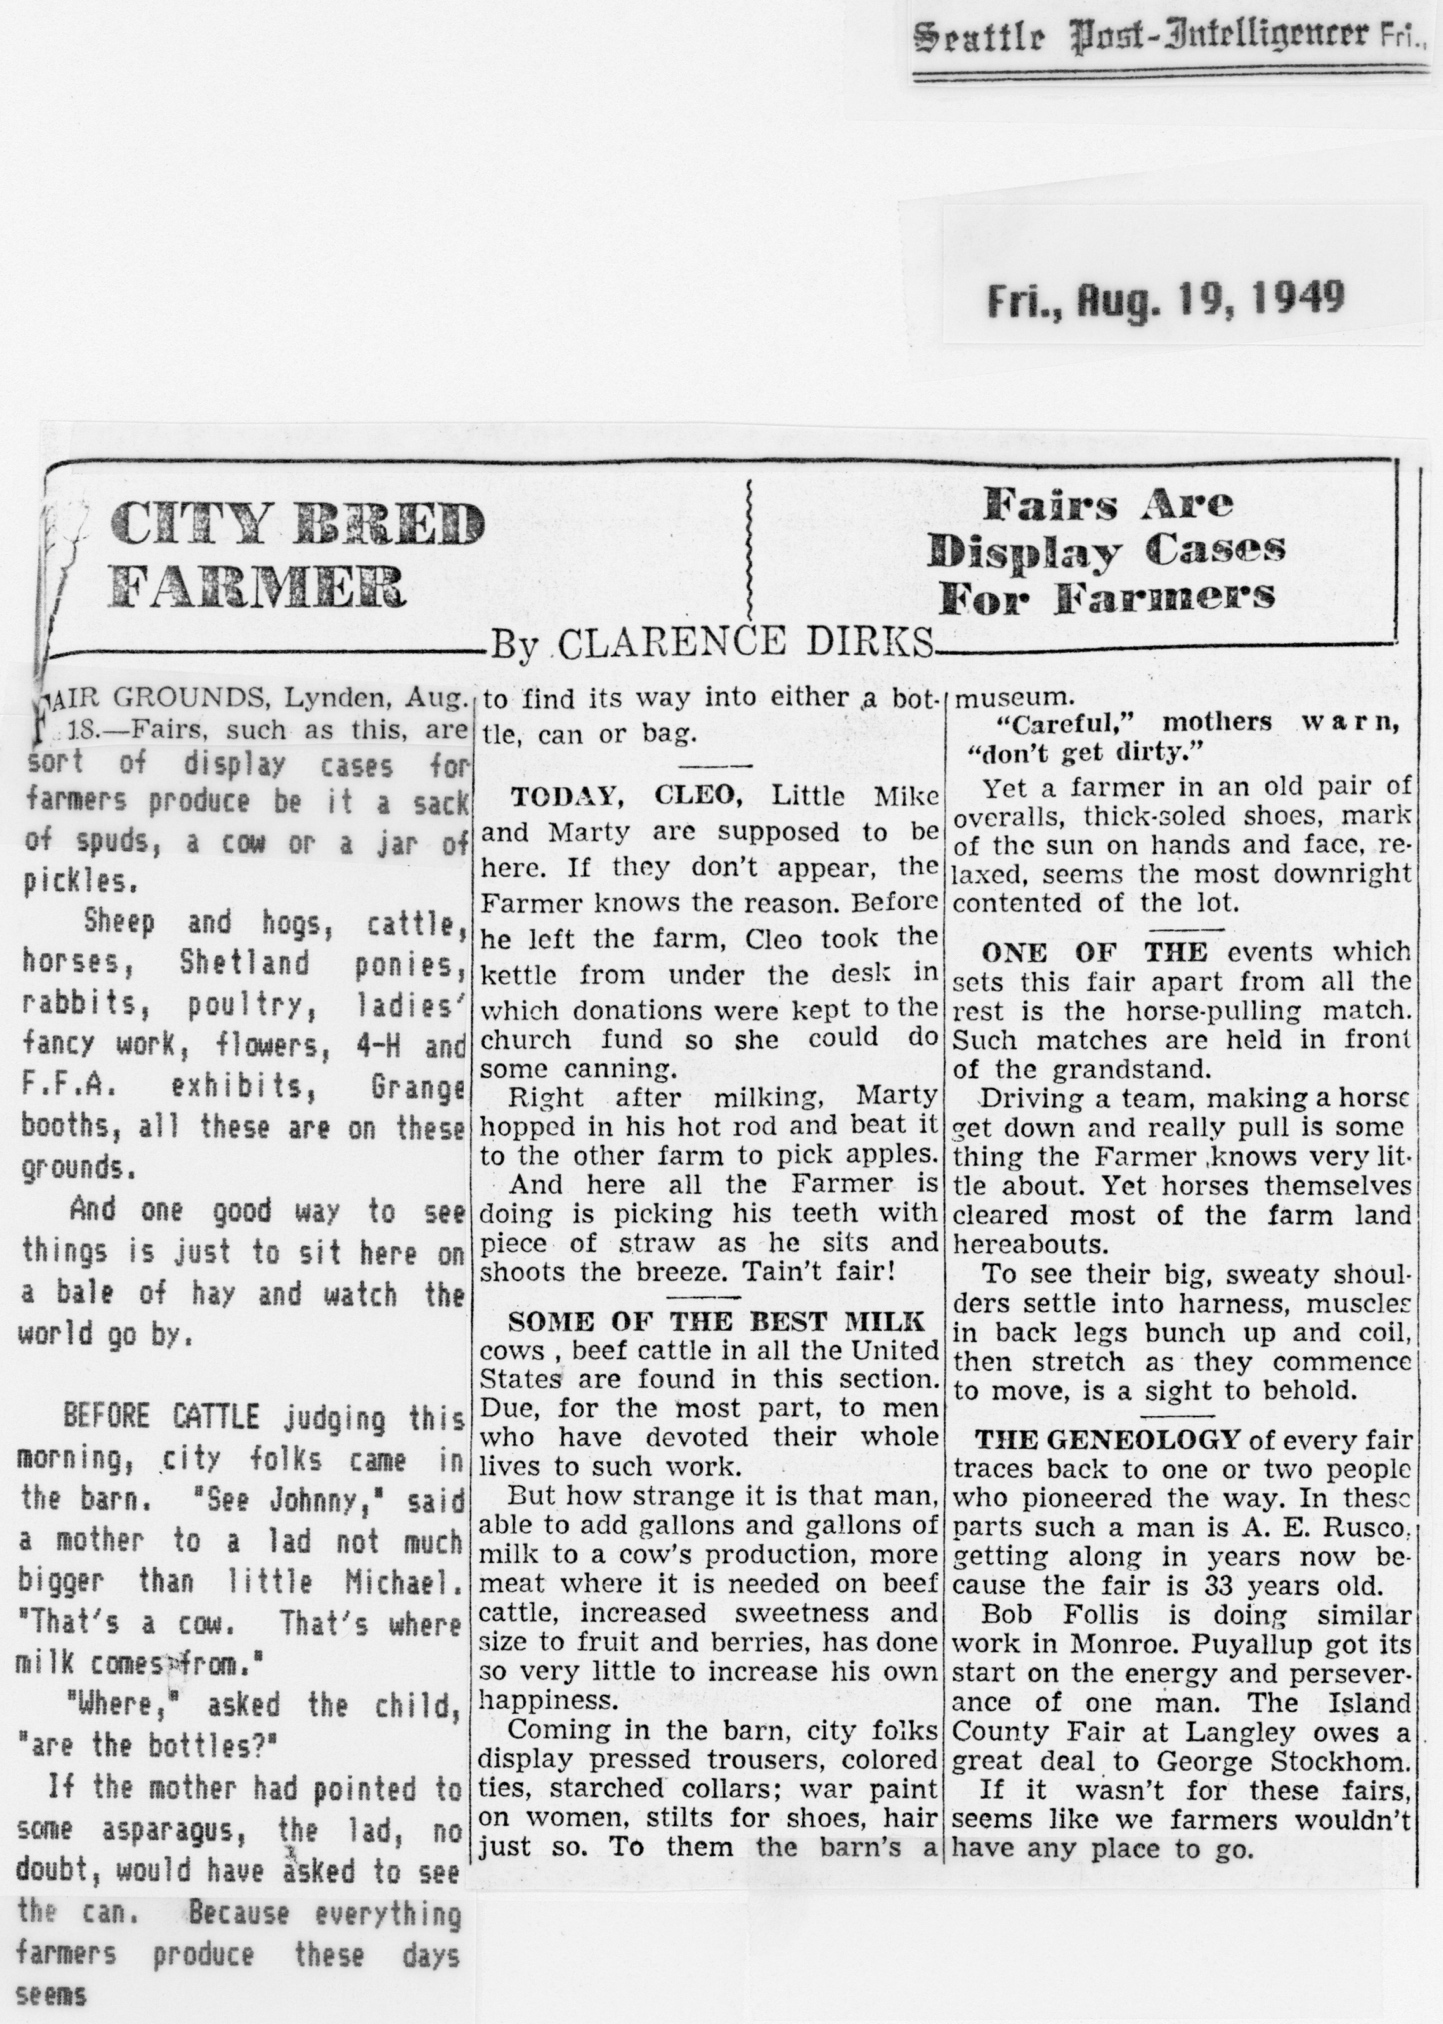 Seattle Post-Intelligencer Fri.,
Fri., Aug. 19, 1949
CITY BRED
FARMER
Fairs Are
Display Cases
For Farmers
By CLARENCE DIRKS
FAIR GROUNDS, Lynden, Aug.
18.—Fairs, such as this, are
sort of display cases for
farmers produce be it a sack
of spuds, a cow or a jar of
pickles.
Sheep and hogs, cattle,
horses, Shetland ponies,
rabbits, poultry, ladies'
fancy work, flowers, 4-H and
F.F.A. exhibits, Grange
booths, all these are on these
grounds.
And one good way to see
things is just to sit here on
a bale of hay and watch the
world go by.
BEFORE CATTLE judging this
morning, city folks came in
the barn. "See Johnny," said
a mother to a lad not much
bigger than little Michael.
"That's a cow. That's where
milk comes from."
"Where," asked the child,
"are the bottles?"
If the mother had pointed to
some asparagus, the lad, no
doubt, would have asked to see
the can. Because everything
farmers produce these days
seems
to find its way into either a bot-
tle, can or bag.
TODAY, CLEO, Little Mike
and Marty are supposed to be
here. If they don't appear, the
Farmer knows the reason. Before
he left the farm, Cleo took the
kettle from under the desk in
which donations were kept to the
church fund so she could do
some canning.
Right after milking, Marty
hopped in his hot rod and beat it
to the other farm to pick apples.
And here all the Farmer is
doing is picking his teeth with
piece of straw as he sits and
shoots the breeze. Tain't fair!
SOME OF THE BEST MILK
cows , beef cattle in all the United
States are found in this section.
Due, for the most part, to men
who have devoted their whole
lives to such work.
But how strange it is that man,
able to add gallons and gallons of
milk to a cow's production, more
meat where it is needed on beef
cattle, increased sweetness and
size to fruit and berries, has done
so very little to increase his own
happiness.
Coming in the barn, city folks
display pressed trousers, colored
ties, starched collars; war paint
on women, stilts for shoes, hair
just so. To them the barn's a
museum.
"Careful," mothers warn,
"don't get dirty."
Yet a farmer in an old pair of
overalls, thick-soled shoes, mark
of the sun on hands and face, re-
laxed, seems the most downright
contented of the lot.
ONE OF THE events which
sets this fair apart from all the
rest is the horse-pulling match.
Such matches are held in front
of the grandstand.
Driving a team, making a horse
get down and really pull is some
thing the Farmer knows very lit-
tle about. Yet horses themselves
cleared most of the farm land
hereabouts.
To see their big, sweaty shoul-
ders settle into harness, muscles
in back legs bunch up and coil,
then stretch as they commence
to move, is a sight to behold.
THE GENEOLOGY of every fair
traces back to one or two people
who pioneered the way. In these
parts such a man is A. E. Rusco,
getting along in years now be-
cause the fair is 33 years old.
Bob Follis is doing similar
work in Monroe. Puyallup got its
start on the energy and persever-
ance of one man. The Island
County Fair at Langley owes a
great deal to George Stockhom.
If it wasn't for these fairs,
seems like we farmers wouldn't
have any place to go.